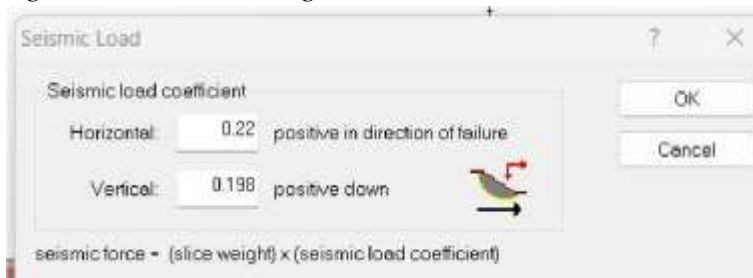 Seismic Load ? ×
Seismic load coefficient
Horizontal: 0.22 positive in direction of failure
Vertical: 0.198 positive down
OK
Cancel
seismic force = (slice weight) x (seismic load coefficient)